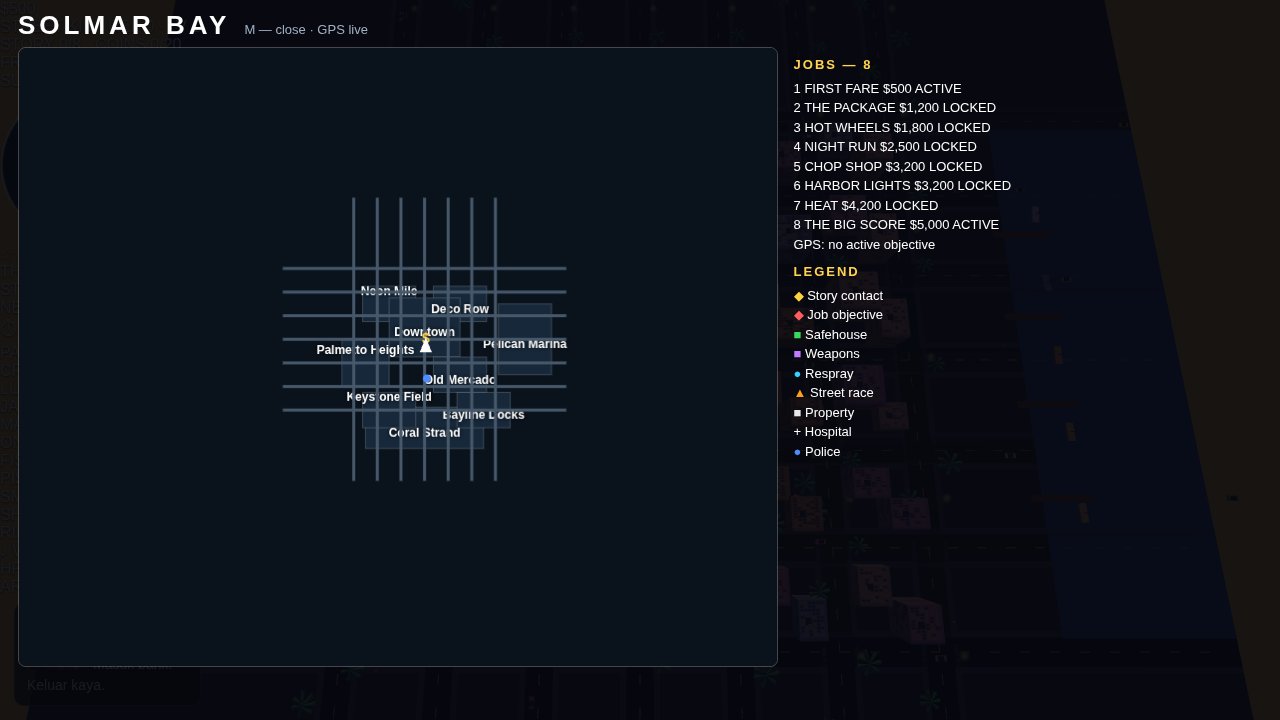 SOLMAR BAY
M — close · GPS live
Neon Mile
Deco Row
Downtown
Pelican Marina
Palmetto Heights
Old Mercado
Keystone Field
Bayline Docks
Coral Strand
JOBS — 8
1 FIRST FARE $500 ACTIVE
2 THE PACKAGE $1,200 LOCKED
3 HOT WHEELS $1,800 LOCKED
4 NIGHT RUN $2,500 LOCKED
5 CHOP SHOP $3,200 LOCKED
6 HARBOR LIGHTS $3,200 LOCKED
7 HEAT $4,200 LOCKED
8 THE BIG SCORE $5,000 ACTIVE
GPS: no active objective
LEGEND
◆ Story contact
◆ Job objective
■ Safehouse
■ Weapons
● Respray
▲ Street race
■ Property
+ Hospital
● Police
Keluar kaya.